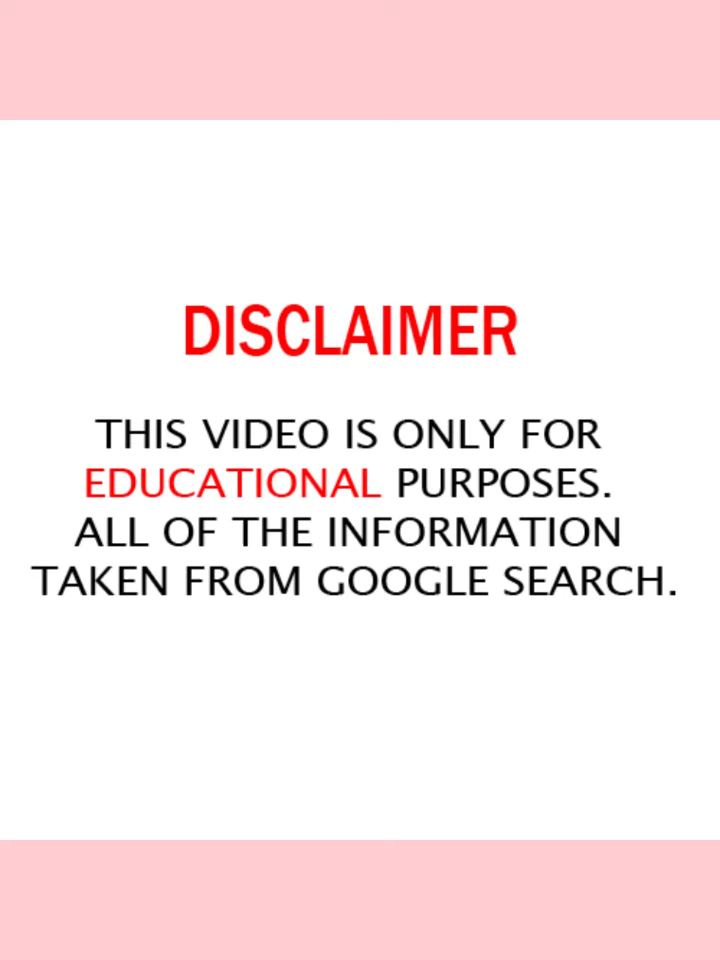 DISCLAIMER
THIS VIDEO IS ONLY FOR
EDUCATIONAL PURPOSES.
ALL OF THE INFORMATION
TAKEN FROM GOOGLE SEARCH.